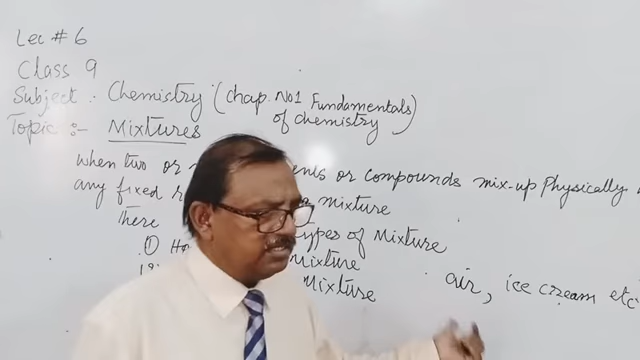 Lec # 6
Class 9
Subject : Chemistry (Chap. No1 Fundamentals of chemistry)
Topic :- Mixtures
when two or ents or compounds mix-up Physically
any fixed a mixture
There Types of Mixture
(i) Ho Mixture
Mixture
air, ice cream etc